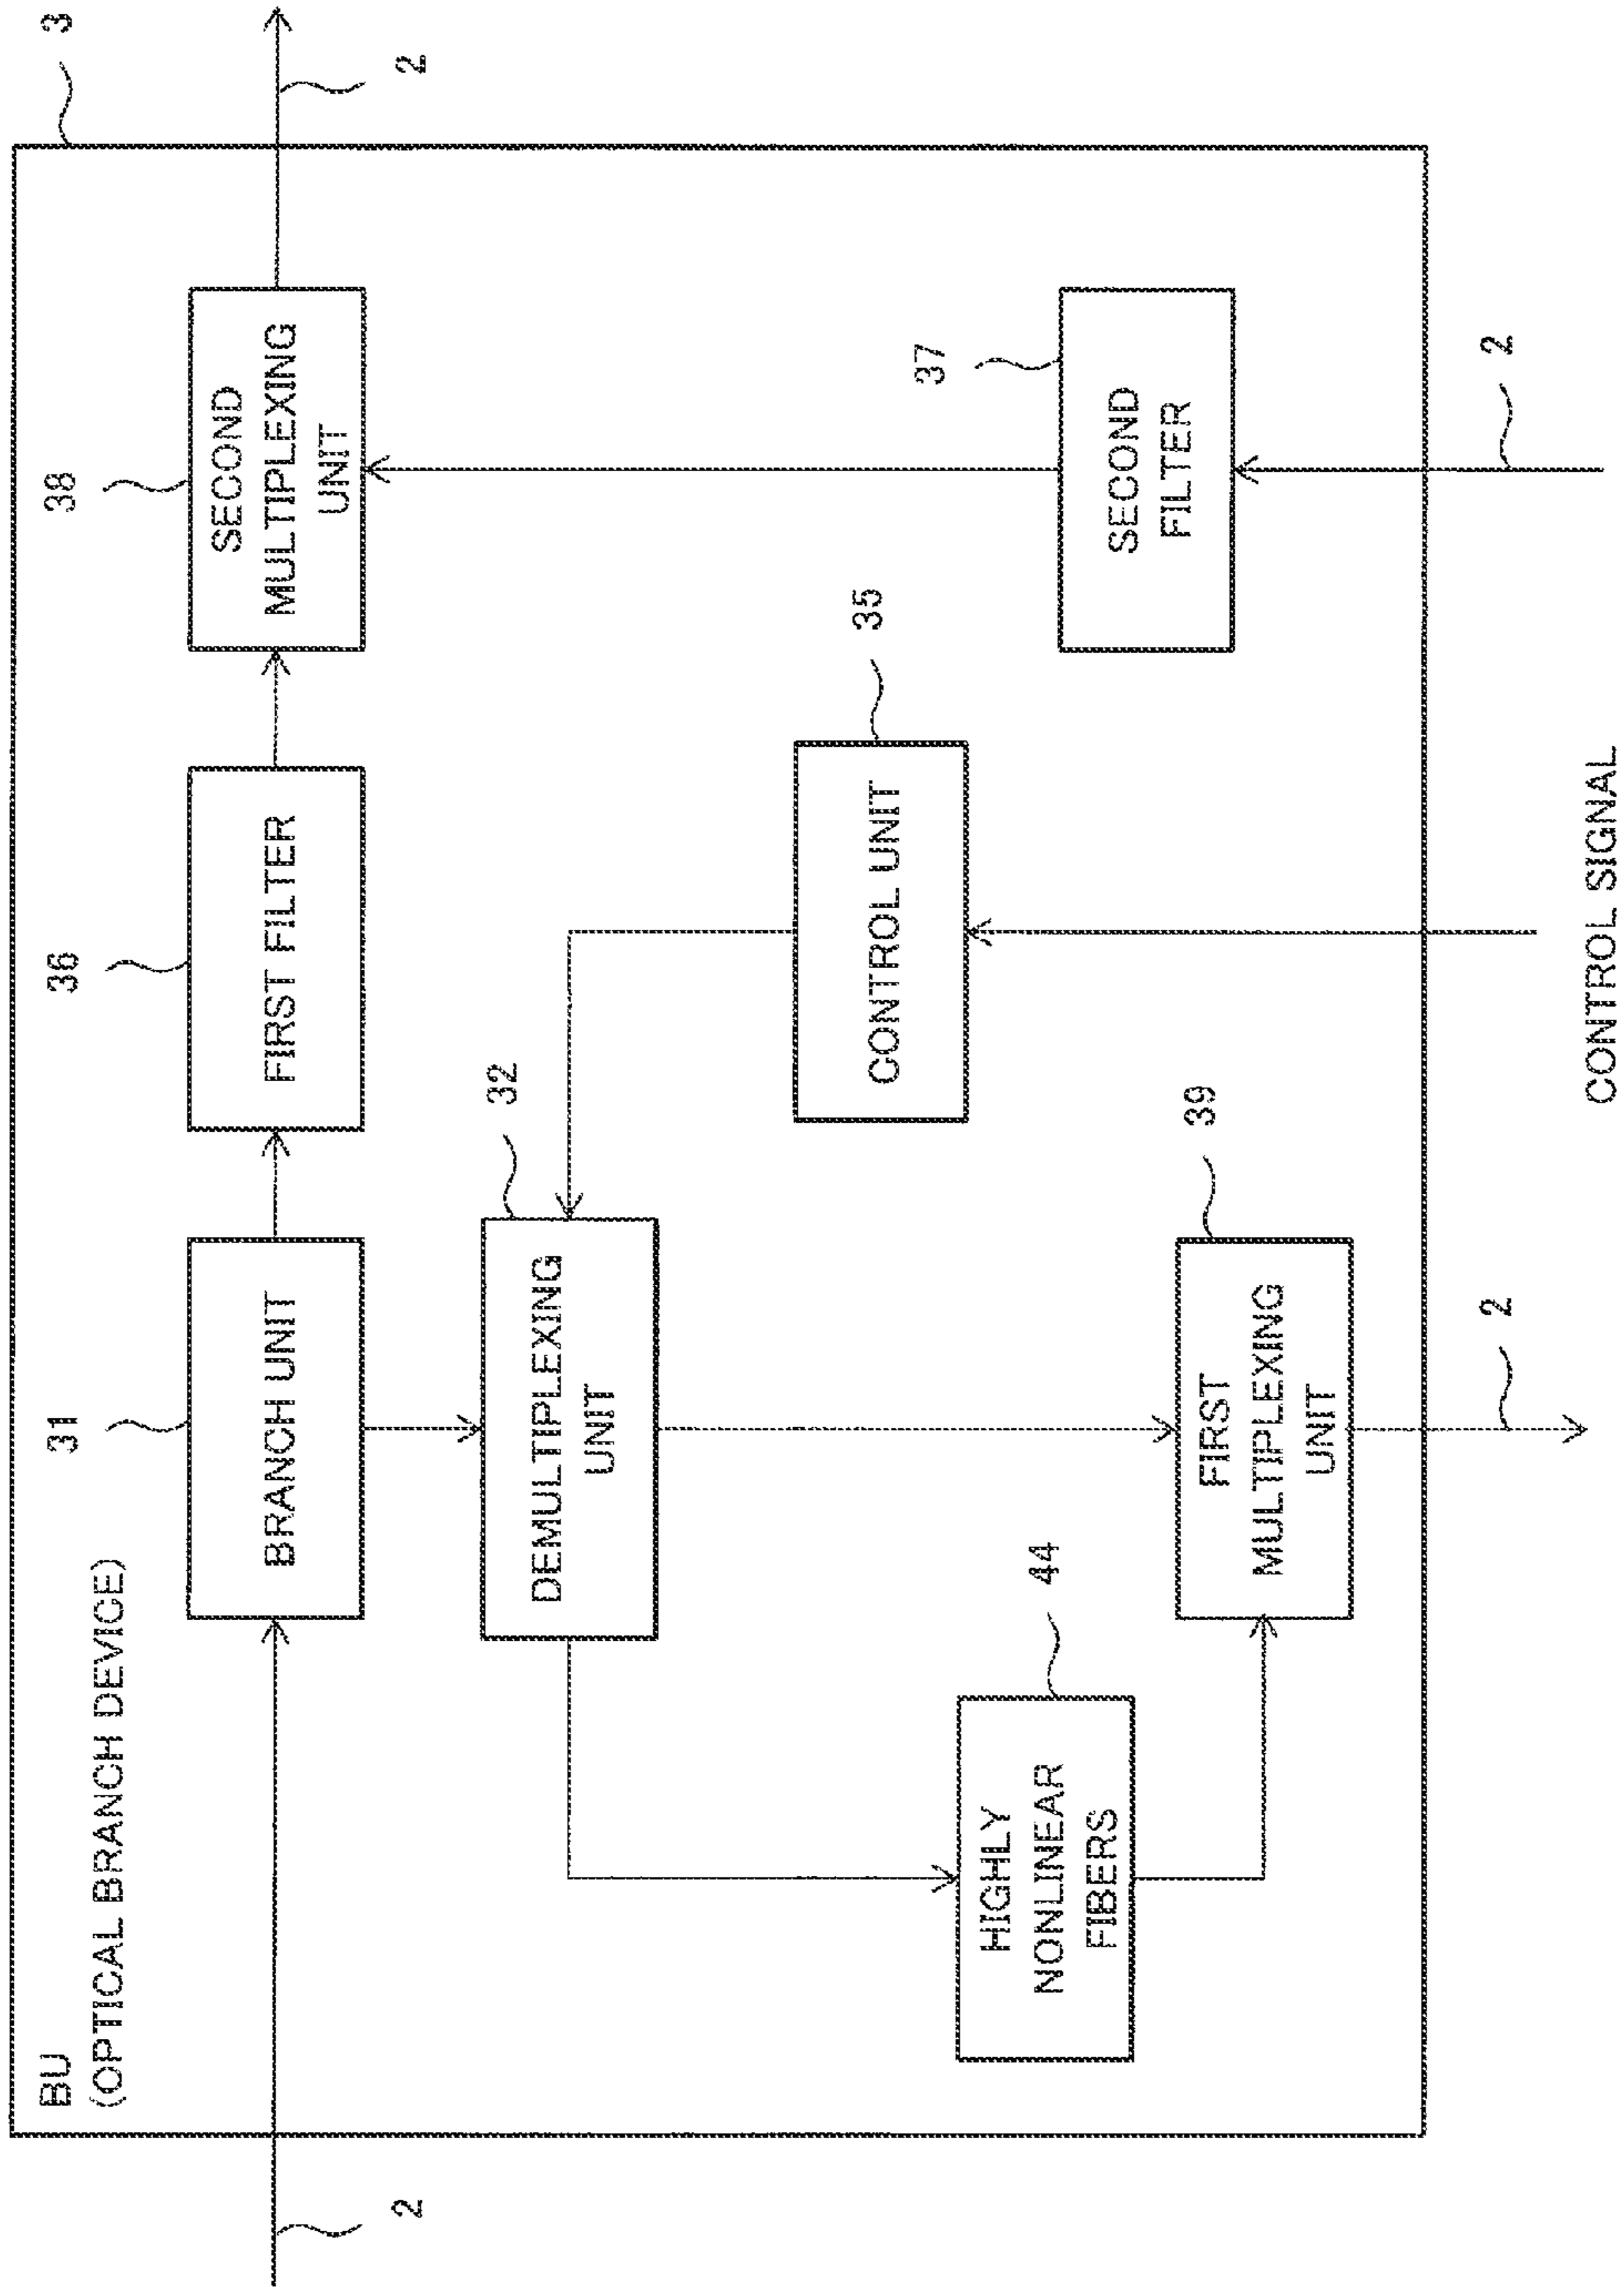 BU
(OPTICAL BRANCH DEVICE)
31
36
38
3
BRANCH UNIT
FIRST FILTER
SECOND
MULTIPLEXING
UNIT
2
2
32
DEMULTIPLEXING
UNIT
35
CONTROL UNIT
37
SECOND
FILTER
44
HIGHLY
NONLINEAR
FIBERS
39
FIRST
MULTIPLEXING
UNIT
2
2
CONTROL SIGNAL